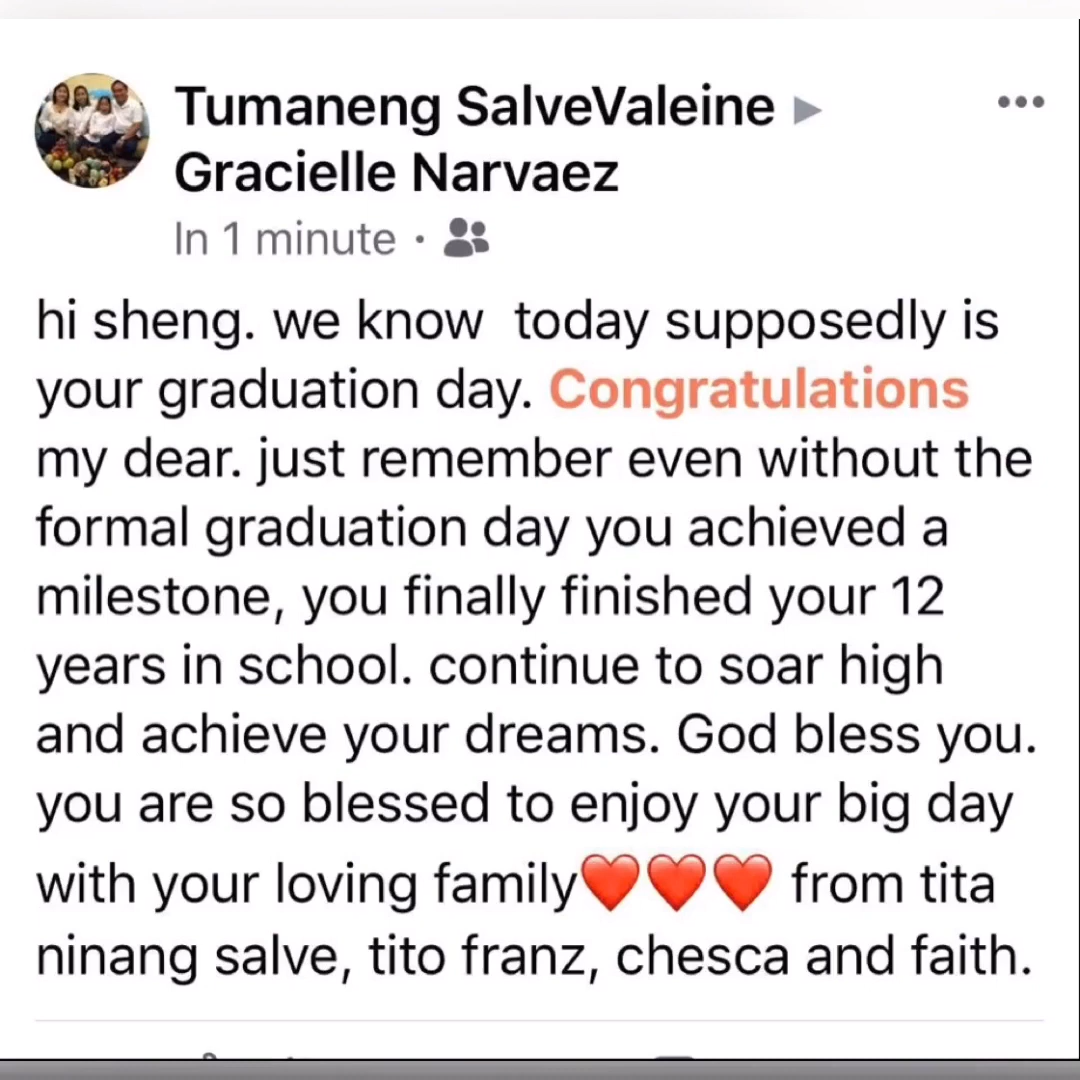 Tumaneng SalveValeine ▶
Gracielle Narvaez
In 1 minute ·
hi sheng. we know  today supposedly is
your graduation day. Congratulations
my dear. just remember even without the
formal graduation day you achieved a
milestone, you finally finished your 12
years in school. continue to soar high
and achieve your dreams. God bless you.
you are so blessed to enjoy your big day
with your loving family❤️❤️❤️ from tita
ninang salve, tito franz, chesca and faith.